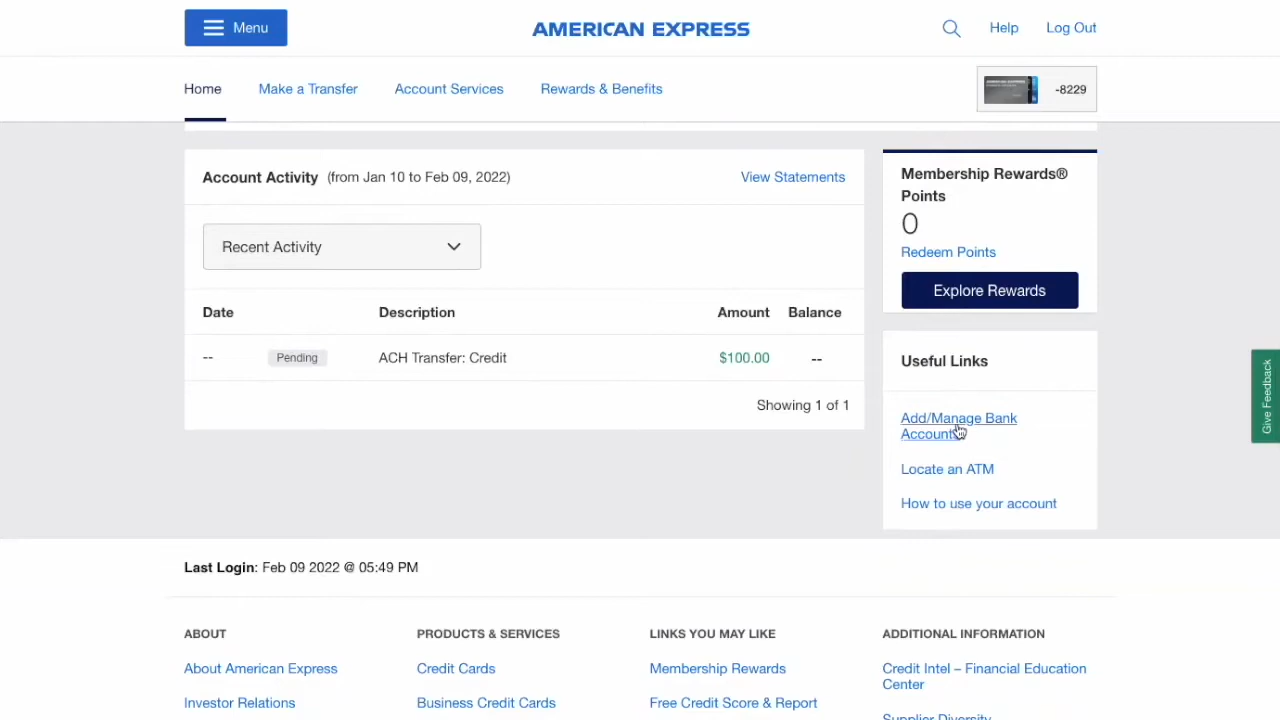 Menu
AMERICAN EXPRESS
Help
Log Out
Home
Make a Transfer
Account Services
Rewards & Benefits
-8229
Account Activity (from Jan 10 to Feb 09, 2022)
View Statements
Recent Activity
Date Description Amount Balance
-- Pending ACH Transfer: Credit $100.00 --
Showing 1 of 1
Membership Rewards®
Points
0
Redeem Points
Explore Rewards
Useful Links
Add/Manage Bank
Accounts
Locate an ATM
How to use your account
Give Feedback
Last Login: Feb 09 2022 @ 05:49 PM
ABOUT
About American Express
Investor Relations
PRODUCTS & SERVICES
Credit Cards
Business Credit Cards
LINKS YOU MAY LIKE
Membership Rewards
Free Credit Score & Report
ADDITIONAL INFORMATION
Credit Intel – Financial Education
Center
Supplier Diversity